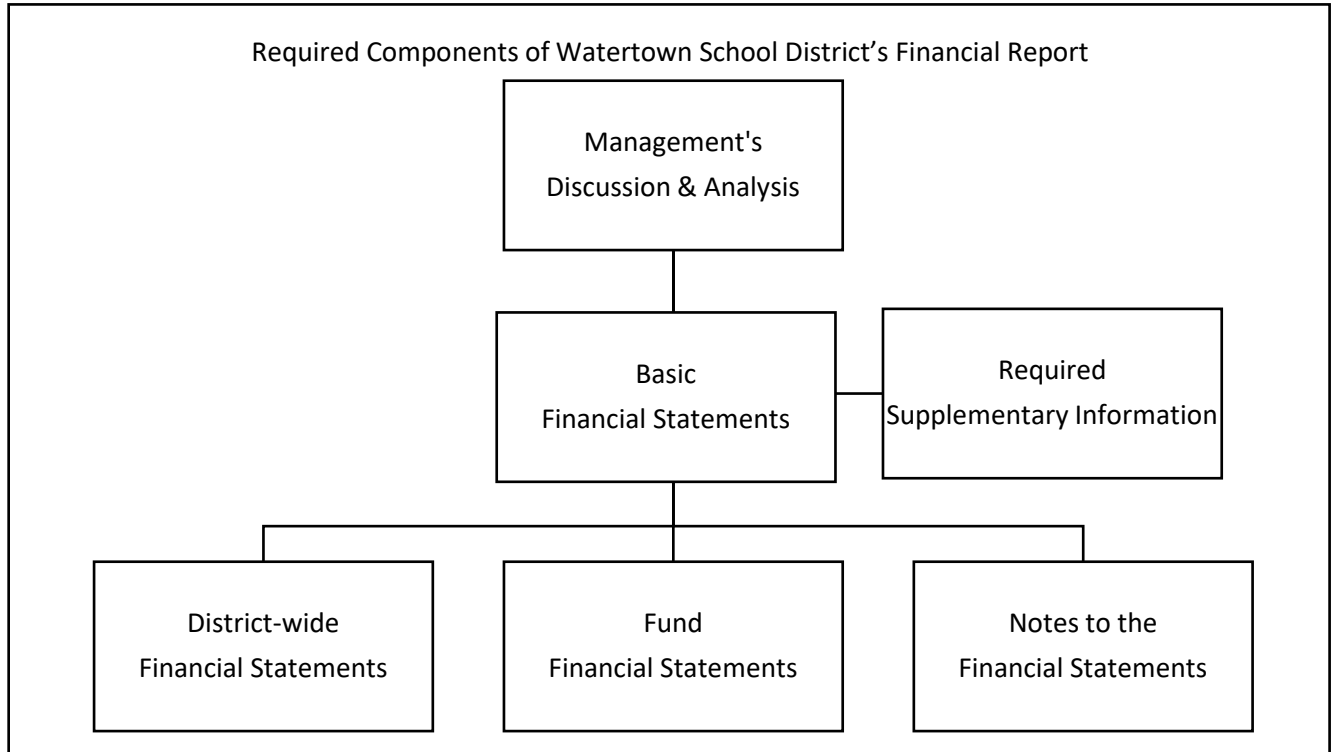 Required Components of Watertown School District’s Financial Report
Management's
Discussion & Analysis
Basic
Financial Statements
Required
Supplementary Information
District-wide
Financial Statements
Fund
Financial Statements
Notes to the
Financial Statements